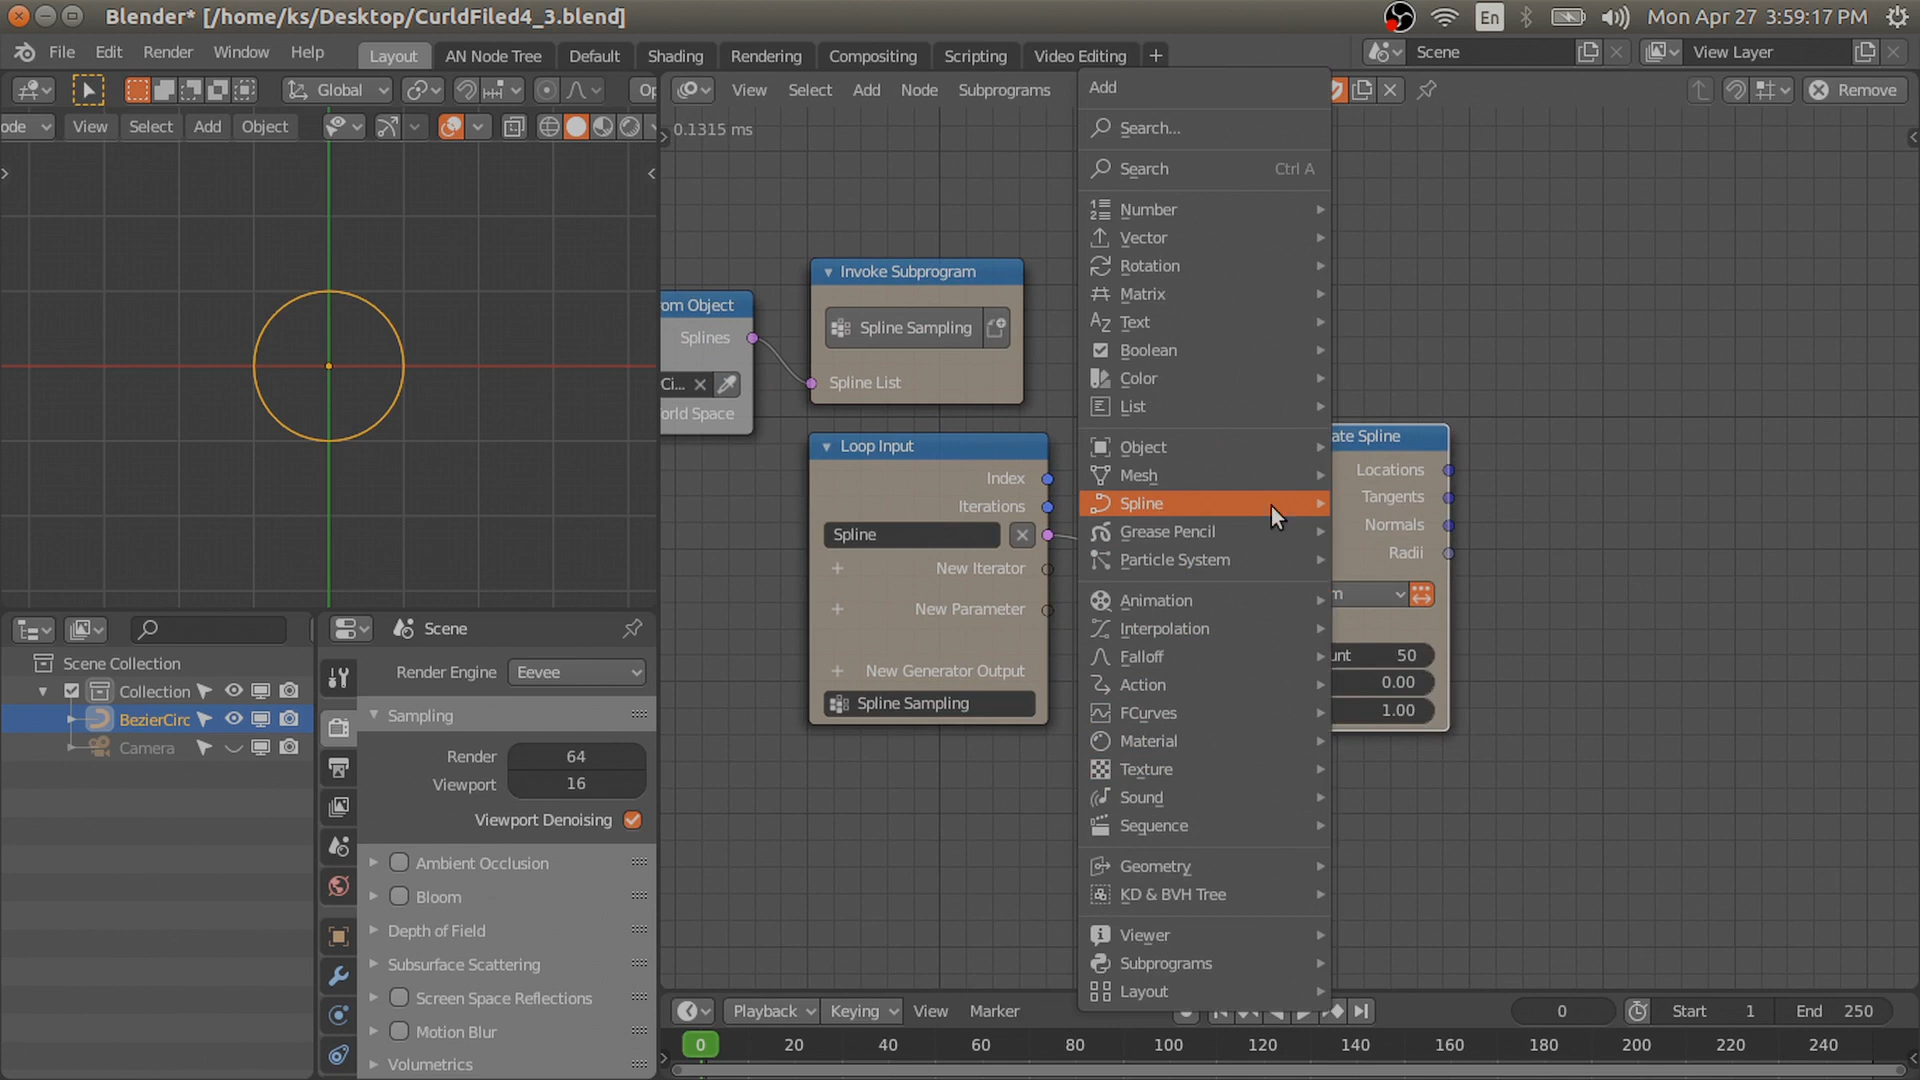 Blender* [/home/ks/Desktop/CurldFiled4_3.blend]
En
Mon Apr 27 3:59:17 PM
File Edit Render Window Help
Layout AN Node Tree Default Shading Rendering Compositing Scripting Video Editing +
Scene
View Layer
Global
Op
View Select Add Node Subprograms
Remove
ode View Select Add Object
0.1315 ms
Add
Search...
Search Ctrl A
Number
Vector
Rotation
Matrix
Text
Boolean
Color
List
Object
Mesh
Spline
Grease Pencil
Particle System
Animation
Interpolation
Falloff
Action
FCurves
Material
Texture
Sound
Sequence
Geometry
KD & BVH Tree
Viewer
Subprograms
Layout
om Object
Splines
Ci...
orld Space
Invoke Subprogram
Spline Sampling
Spline List
Loop Input
Index
Iterations
Spline
New Iterator
New Parameter
New Generator Output
Spline Sampling
ate Spline
Locations
Tangents
Normals
Radii
m
unt 50
0.00
1.00
Scene Collection
Collection
BezierCirc
Camera
Scene
Render Engine Eevee
Sampling
Render 64
Viewport 16
Viewport Denoising
Ambient Occlusion
Bloom
Depth of Field
Subsurface Scattering
Screen Space Reflections
Motion Blur
Volumetrics
Playback Keying View Marker
0
Start 1
End 250
0 20 40 60 80 100 120 140 160 180 200 220 240